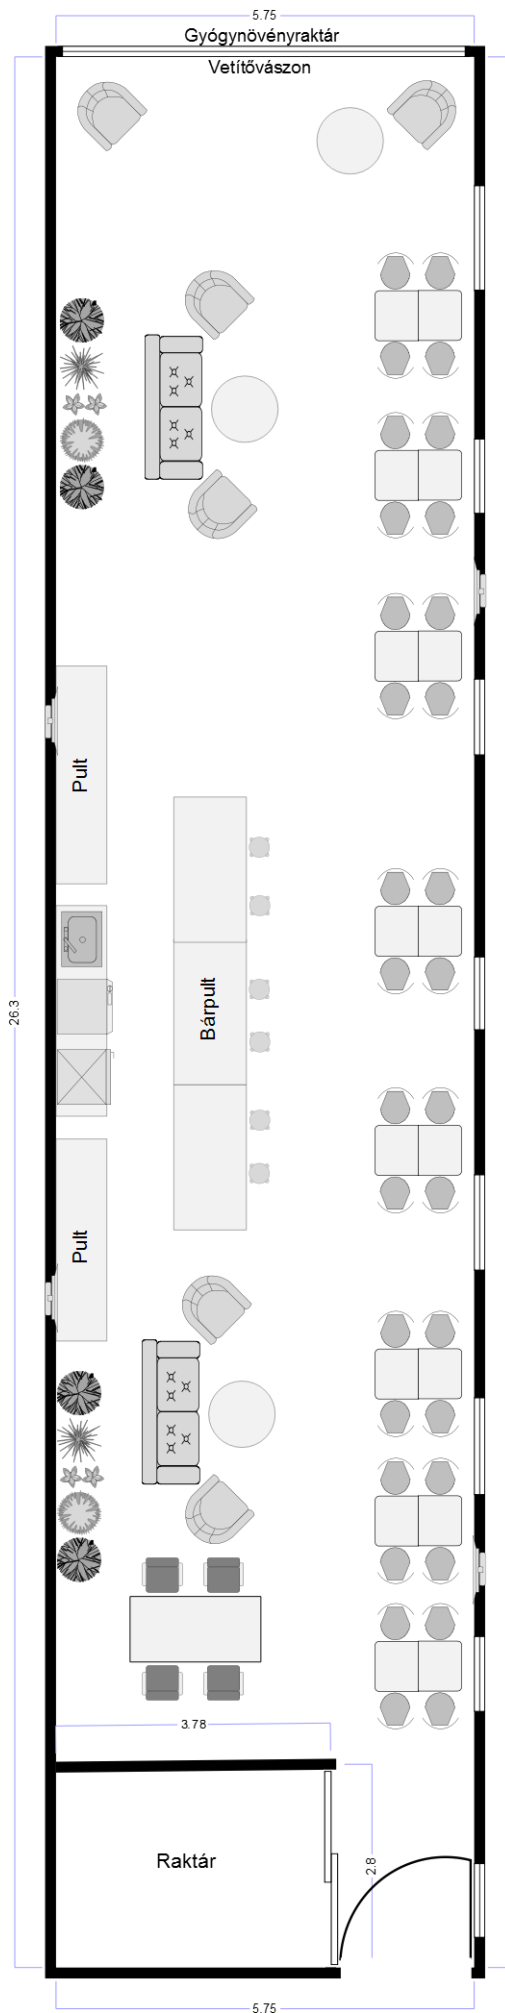 5.75
Gyógynövényraktár
Vetítővászon
Pult
26.3
Bárpult
Pult
3.78
Raktár
2.8
5.75